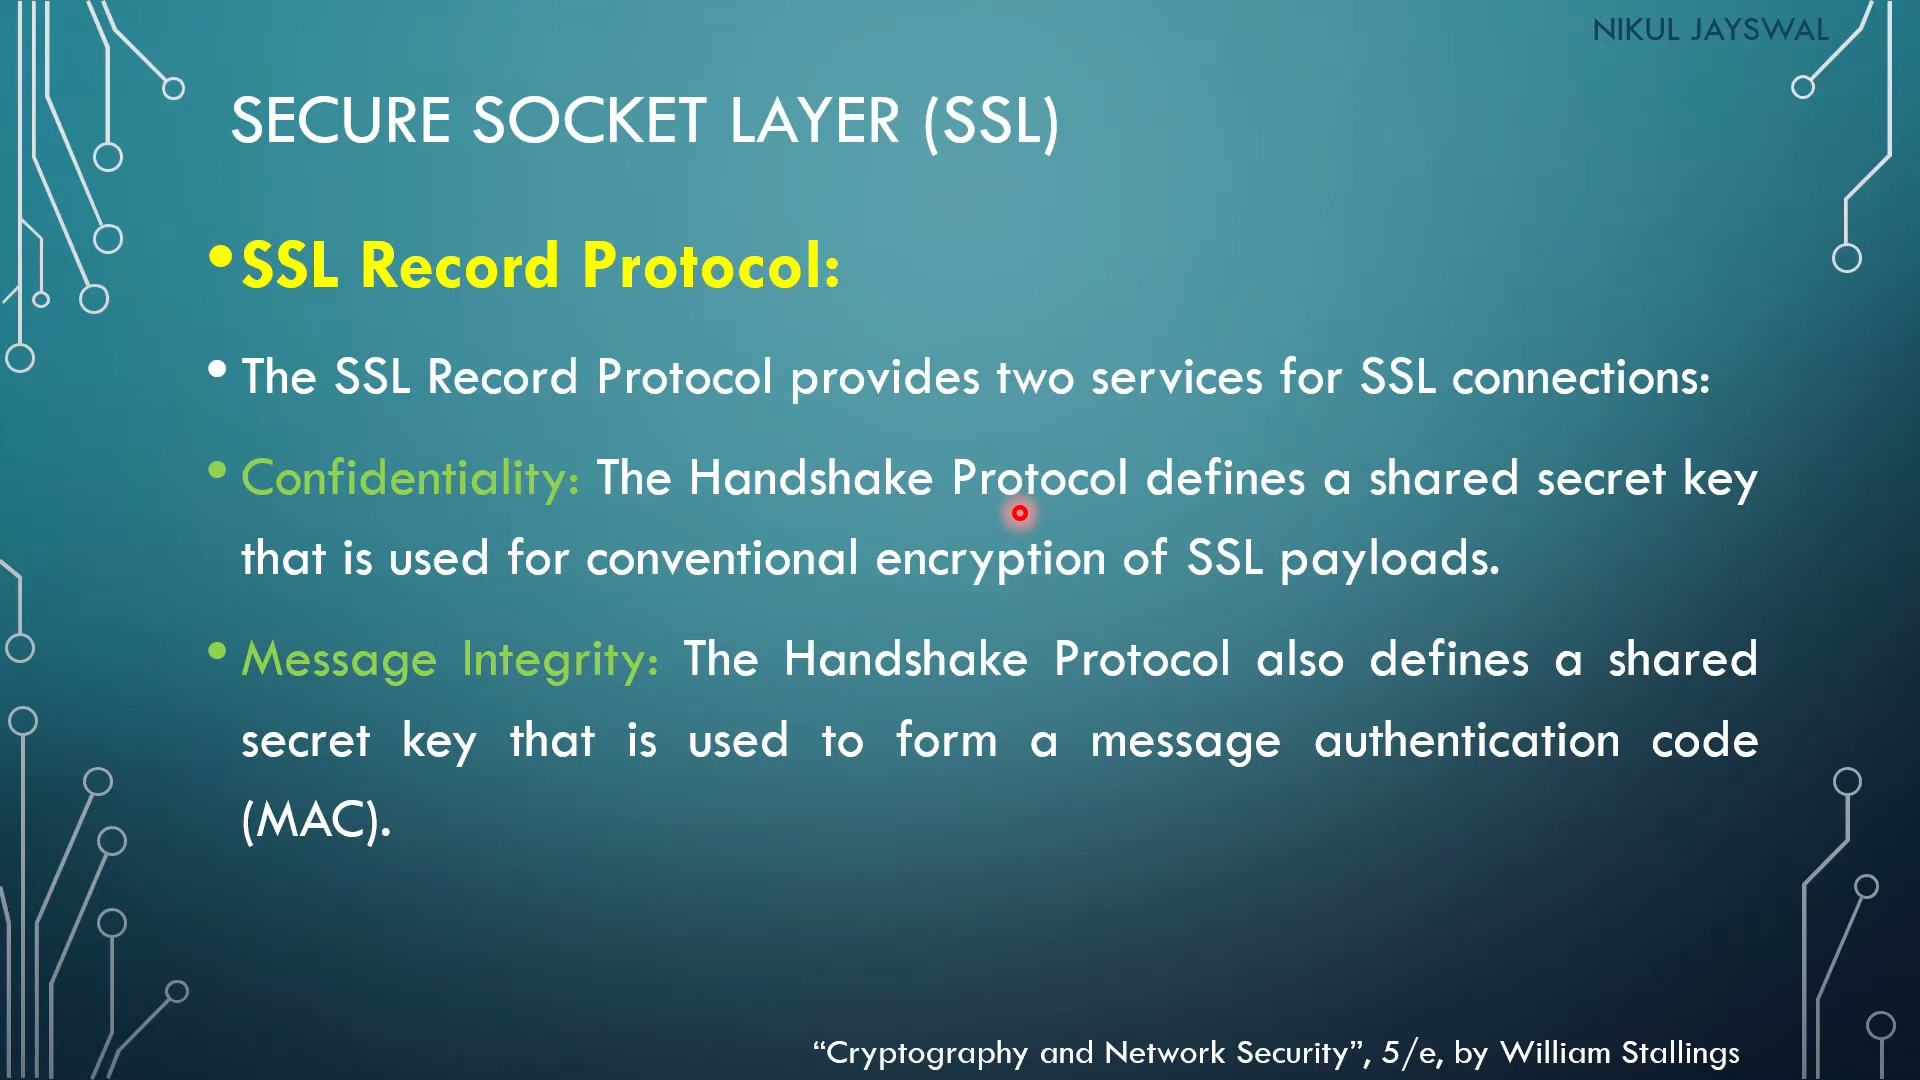 NIKUL JAYSWAL
SECURE SOCKET LAYER (SSL)
•SSL Record Protocol:
• The SSL Record Protocol provides two services for SSL connections:
• Confidentiality: The Handshake Protocol defines a shared secret key
that is used for conventional encryption of SSL payloads.
• Message Integrity: The Handshake Protocol also defines a shared
secret key that is used to form a message authentication code
(MAC).
“Cryptography and Network Security”, 5/e, by William Stallings